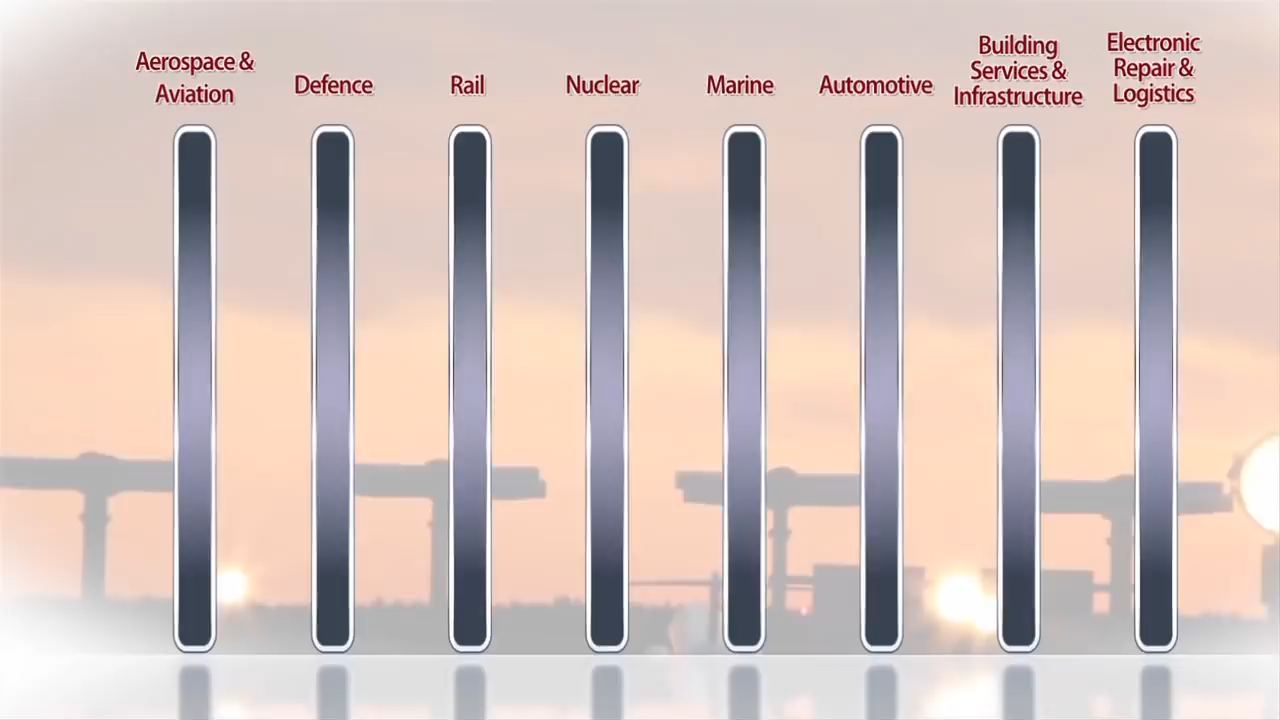 Aerospace &
Aviation
Defence
Rail
Nuclear
Marine
Automotive
Building
Services &
Infrastructure
Electronic
Repair &
Logistics